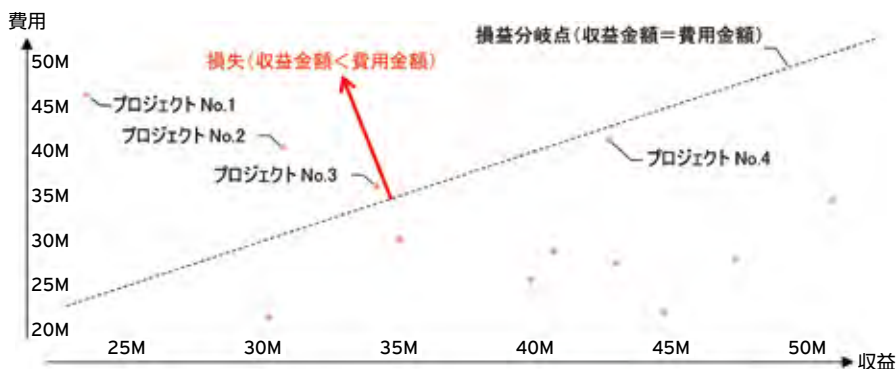 費用
損益分岐点(収益金額＝費用金額)
50M
損失(収益金額＜費用金額)
45M
プロジェクト No.1
プロジェクト No.2
40M
プロジェクト No.4
プロジェクト No.3
35M
30M
25M
20M
25M 30M 35M 40M 45M 50M
収益